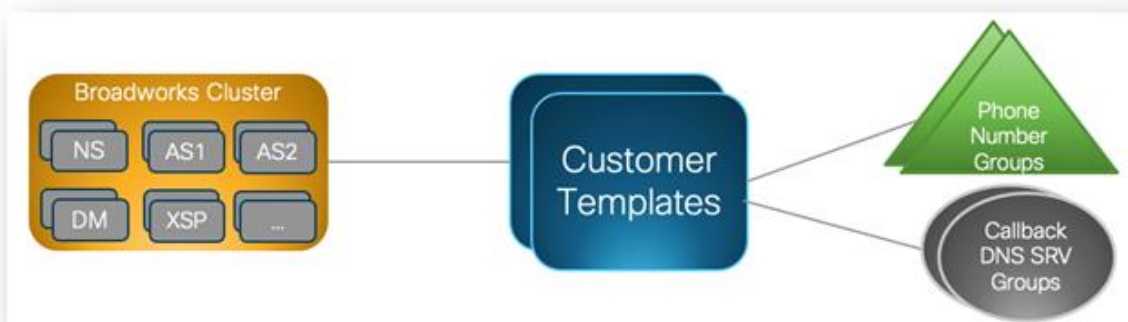 Broadworks Cluster
NS
AS1
AS2
DM
XSP
...
Customer
Templates
Phone
Number
Groups
Callback
DNS SRV
Groups